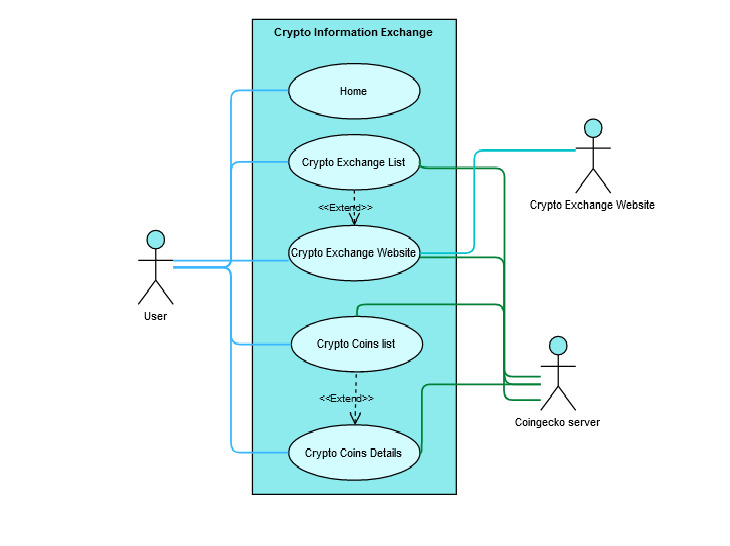 Crypto Information Exchange
Home
Crypto Exchange List
<<Extend>>
Crypto Exchange Website
Crypto Coins list
<<Extend>>
Crypto Coins Details
User
Crypto Exchange Website
Coingecko server